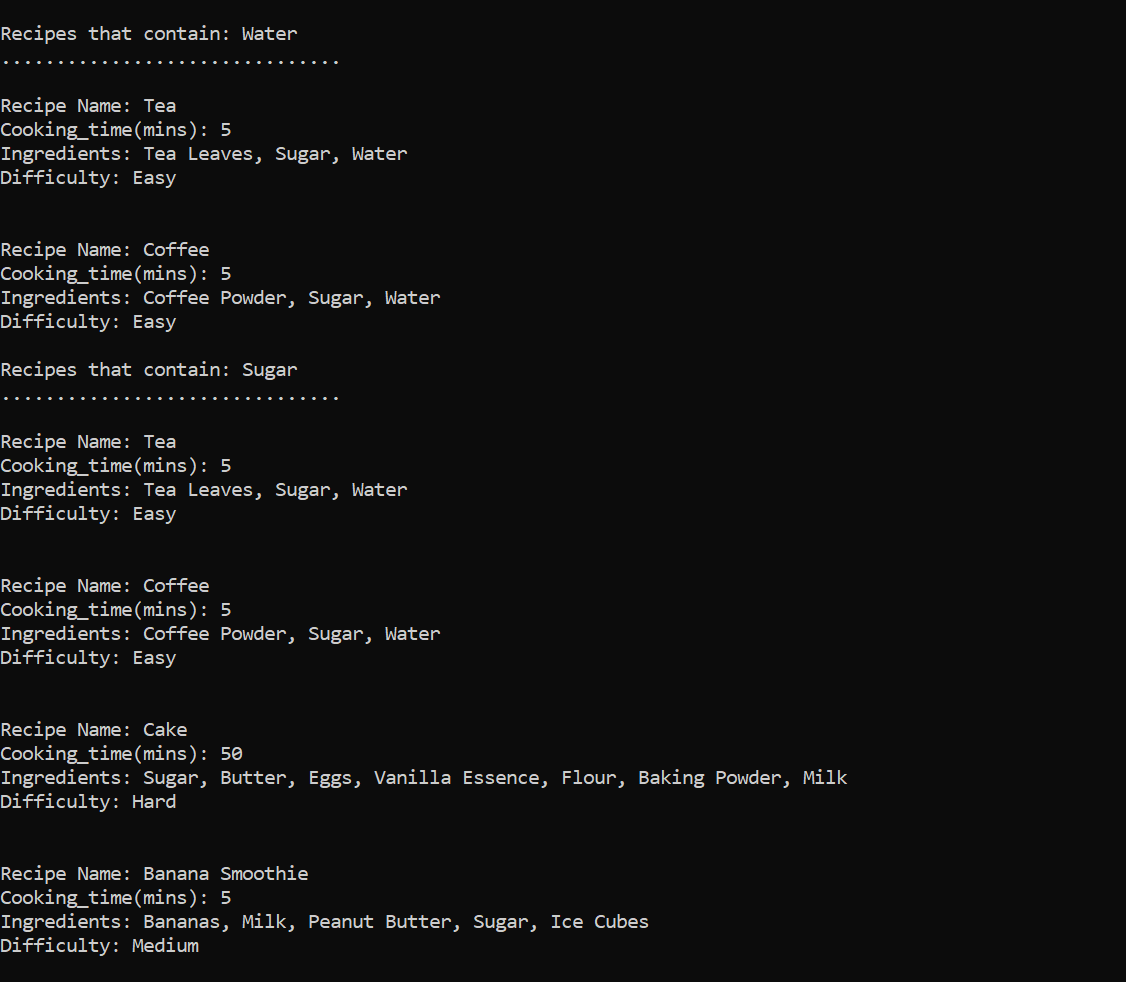 Recipes that contain: Water
...............................
Recipe Name: Tea
Cooking_time(mins): 5
Ingredients: Tea Leaves, Sugar, Water
Difficulty: Easy
Recipe Name: Coffee
Cooking_time(mins): 5
Ingredients: Coffee Powder, Sugar, Water
Difficulty: Easy
Recipes that contain: Sugar
...............................
Recipe Name: Tea
Cooking_time(mins): 5
Ingredients: Tea Leaves, Sugar, Water
Difficulty: Easy
Recipe Name: Coffee
Cooking_time(mins): 5
Ingredients: Coffee Powder, Sugar, Water
Difficulty: Easy
Recipe Name: Cake
Cooking_time(mins): 50
Ingredients: Sugar, Butter, Eggs, Vanilla Essence, Flour, Baking Powder, Milk
Difficulty: Hard
Recipe Name: Banana Smoothie
Cooking_time(mins): 5
Ingredients: Bananas, Milk, Peanut Butter, Sugar, Ice Cubes
Difficulty: Medium